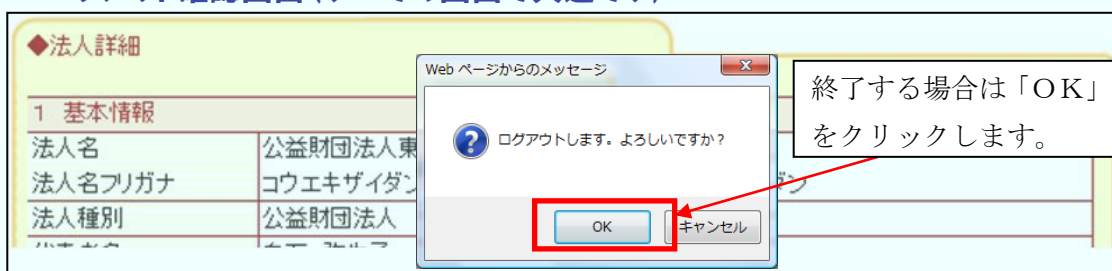 ◆法人詳細
Web ページからのメッセージ
終了する場合は「OK」
をクリックします。
1 基本情報
法人名 公益財団法人東
ログアウトします。よろしいですか?
法人名フリガナ コウエキザイダン
法人種別 公益財団法人
OK キャンセル